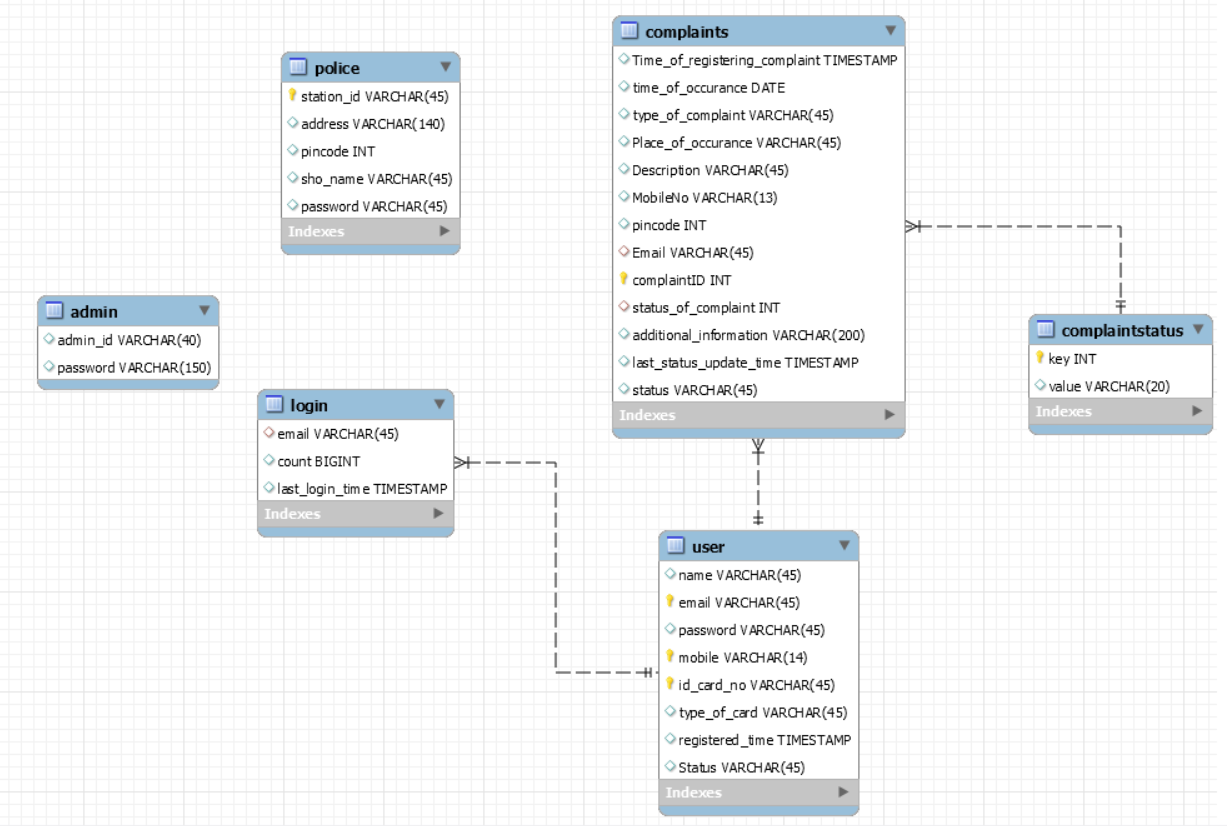 police
station_id VARCHAR(45)
address VARCHAR(140)
pincode INT
sho_name VARCHAR(45)
password VARCHAR(45)
Indexes
admin
admin_id VARCHAR(40)
password VARCHAR(150)
login
email VARCHAR(45)
count BIGINT
last_login_time TIMESTAMP
Indexes
complaints
Time_of_registering_complaint TIMESTAMP
time_of_occurance DATE
type_of_complaint VARCHAR(45)
Place_of_occurance VARCHAR(45)
Description VARCHAR(45)
MobileNo VARCHAR(13)
pincode INT
Email VARCHAR(45)
complaintID INT
status_of_complaint INT
additional_information VARCHAR(200)
last_status_update_time TIMESTAMP
status VARCHAR(45)
Indexes
complaintstatus
key INT
value VARCHAR(20)
Indexes
user
name VARCHAR(45)
email VARCHAR(45)
password VARCHAR(45)
mobile VARCHAR(14)
id_card_no VARCHAR(45)
type_of_card VARCHAR(45)
registered_time TIMESTAMP
Status VARCHAR(45)
Indexes